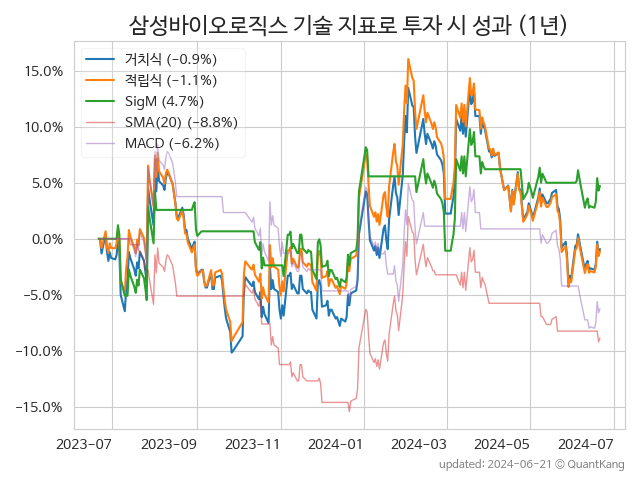 삼성바이오로직스 기술 지표로 투자 시 성과 (1년)
거치식 (−0.9%)
적립식 (−1.1%)
SigM (4.7%)
SMA(20) (−8.8%)
MACD (−6.2%)
15.0%
10.0%
5.0%
0.0%
−5.0%
−10.0%
−15.0%
2023−07 2023−09 2023−11 2024−01 2024−03 2024−05 2024−07
updated: 2024−06−21 © QuantKang